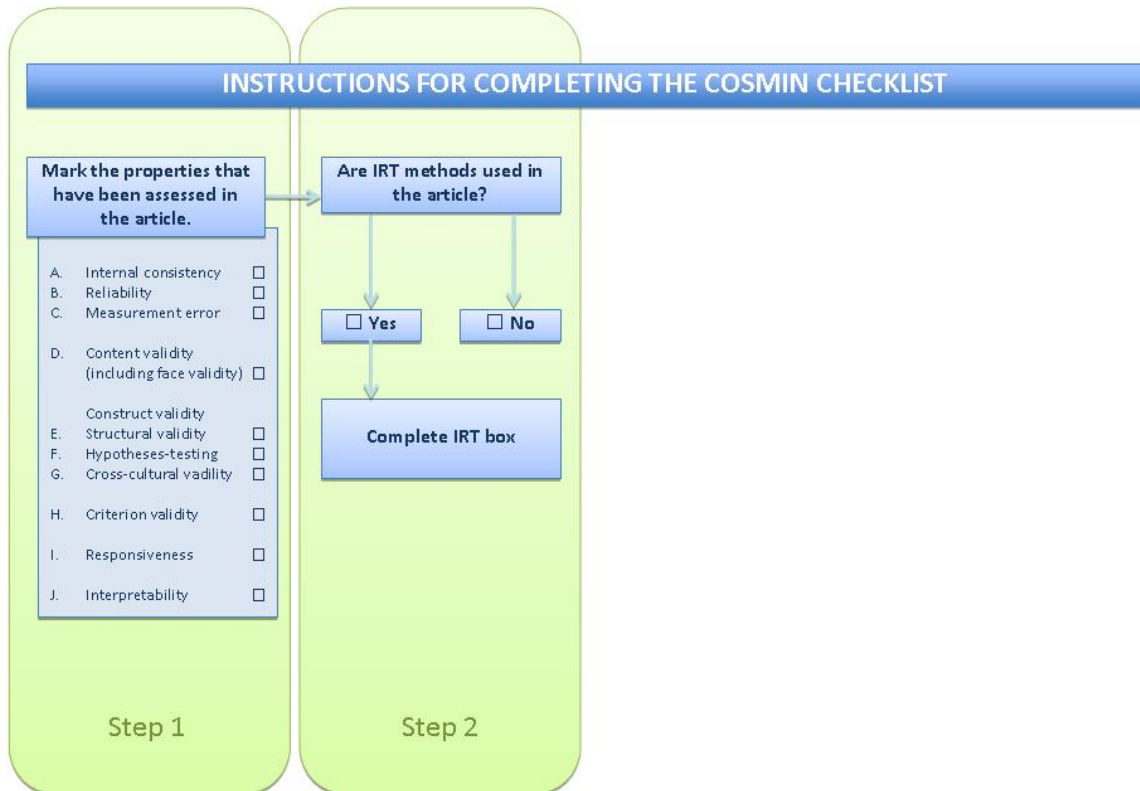 INSTRUCTIONS FOR COMPLETING THE COSMIN CHECKLIST
Mark the properties that
have been assessed in
the article.
A. Internal consistency ☐
B. Reliability ☐
C. Measurement error ☐
D. Content validity
(including face validity) ☐
Construct validity
E. Structural validity ☐
F. Hypotheses-testing ☐
G. Cross-cultural vadility ☐
H. Criterion validity ☐
I. Responsiveness ☐
J. Interpretability ☐
Step 1
Are IRT methods used in
the article?
☐ Yes
☐ No
Complete IRT box
Step 2